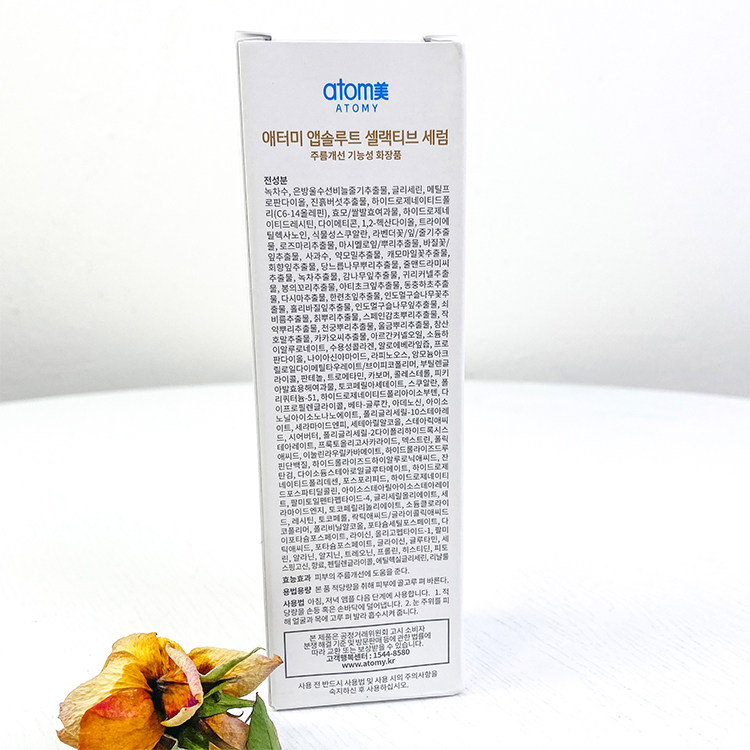 atom美
ATOMY
애터미 앱솔루트 셀랙티브 세럼
주름개선 기능성 화장품
전성분
녹차수, 은방울수선비늘줄기추출물, 글리세린, 메틸프
로판다이올, 진흙버섯추출물, 하이드로제네이티드폴
리(C6-14올레핀), 효모/쌀발효여과물, 하이드로제네
이티드레시틴, 다이메티콘, 1,2-헥산다이올, 트라이에
틸헥사노인, 식물성스쿠알란, 라벤더꽃/잎/줄기추출
물, 로즈마리추출물, 마시멜로잎/뿌리추출물, 바질꽃/
잎추출물, 사과수, 약모밀추출물, 캐모마일꽃추출물,
회향잎추출물, 당느릅나무뿌리추출물, 줄맨드라미씨
추출물, 녹차추출물, 감나무잎추출물, 귀리커넬추출
물, 봉의꼬리추출물, 아티초크잎추출물, 동충하초추출
물, 다시마추출물, 한련초잎추출물, 인도멀구슬나무꽃추
출물, 홀리바질잎추출물, 인도멀구슬나무잎추출물, 쇠
비름추출물, 칡뿌리추출물, 스페인감초뿌리추출물, 작
약뿌리추출물, 천궁뿌리추출물, 울금뿌리추출물, 참산
호말추출물, 카카오씨추출물, 아르간커넬오일, 소듐하
이알루로네이트, 수용성콜라겐, 알로에베라잎즙, 프로
판다이올, 나이아신아마이드, 라피노오스, 암모늄아크
릴로일다이메틸타우레이트/브이피코폴리머, 부틸렌글
라이콜, 판테놀, 트로메타민, 카보머, 콜레스테롤, 피키
아발효용해여과물, 토코페릴아세테이트, 스쿠알란, 폴
리쿼터늄-51, 하이드로제네이티드폴리아이소부텐, 다
이프로필렌글라이콜, 베타-글루칸, 아데노신, 아이소
노닐아이소노나노에이트, 폴리글리세릴-10스테아레
이트, 세라마이드엔피, 세테아릴알코올, 스테아릭애씨
드, 시어버터, 폴리글리세릴-2다이폴리하이드록시스
테아레이트, 프룩토올리고사카라이드, 덱스트린, 폴릭
애씨드, 이눌린라우릴카바메이트, 하이드롤라이즈드루
핀단백질, 하이드롤라이즈드하이알루로닉애씨드, 잔
탄검, 다이소듐스테아로일글루타메이트, 하이드로제
네이티드폴리데센, 포스포리피드, 하이드로제네이티
드포스파티딜콜린, 아이소스테아릴아이소스테아레이
트, 팔미토일펜타펩타이드-4, 글리세릴올리에이트, 세
라마이드엔지, 토코페릴리놀리에이트, 소듐클로라이
드, 레시틴, 토코페롤, 락틱애씨드/글라이콜릭애씨드
코폴리머, 폴리비닐알코올, 포타슘세틸포스페이트, 다
이포타슘포스페이트, 라이신, 올리고펩타이드-1, 팔미
틱애씨드, 포타슘포스페이트, 글라이신, 글루타민, 세
린, 알라닌, 알지닌, 트레오닌, 프롤린, 히스티딘, 피토
스핑고신, 향료, 펜틸렌글라이콜, 에틸헥실글리세린, 리날룰
효능효과 피부의 주름개선에 도움을 준다.
용법용량 본 품 적당량을 취해 피부에 골고루 펴 바른다.
사용법 아침, 저녁 앰플 다음 단계에 사용합니다. 1. 적
당량을 손등 혹은 손바닥에 덜어냅니다. 2. 눈 주위를 피
해 얼굴과 목에 고루 펴 발라 흡수시켜 줍니다.
본 제품은 공정거래위원회 고시 소비자
분쟁 해결 기준 및 방문판매 등에 관한 법률에
따라 교환 또는 보상받을 수 있습니다.
고객행복센터 : 1544-8580
www.atomy.kr
사용 전 반드시 사용법 및 사용 시의 주의사항을
숙지하신 후 사용하십시오.